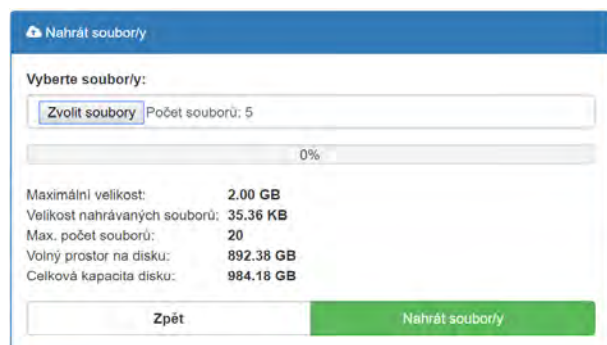 Nahrát soubor/y
Vyberte soubor/y:
Zvolit soubory Počet souborů: 5
0%
Maximální velikost: 2.00 GB
Velikost nahrávaných souborů: 35.36 KB
Max. počet souborů: 20
Volný prostor na disku: 892.38 GB
Celková kapacita disku: 984.18 GB
Zpět Nahrát soubor/y